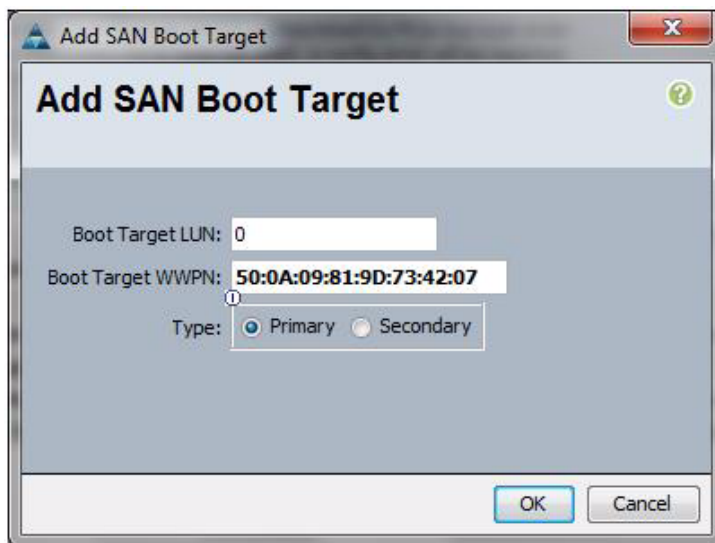 Add SAN Boot Target
Add SAN Boot Target
Boot Target LUN: 0
Boot Target WWPN: 50:0A:09:81:9D:73:42:07
Type: Primary Secondary
OK Cancel